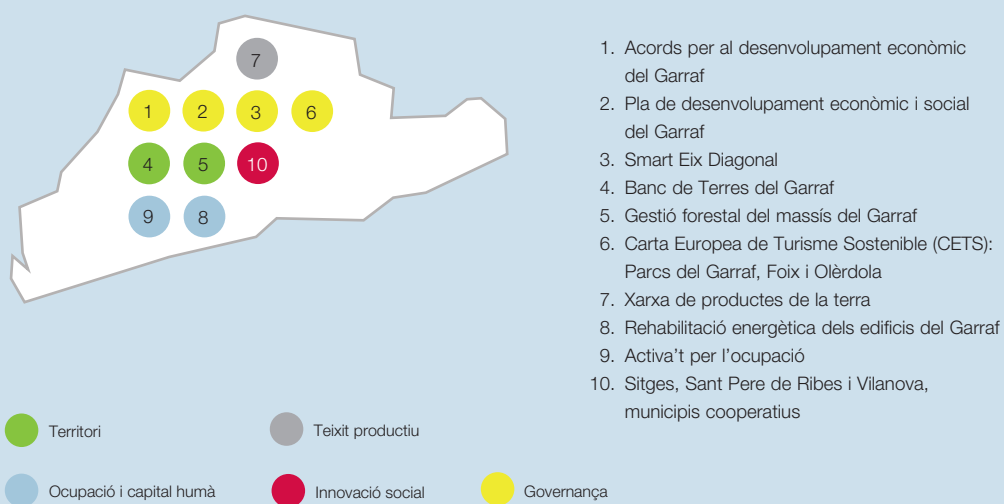 7
1 2 3 6
4 5 10
9 8
1. Acords per al desenvolupament econòmic
del Garraf
2. Pla de desenvolupament econòmic i social
del Garraf
3. Smart Eix Diagonal
4. Banc de Terres del Garraf
5. Gestió forestal del massís del Garraf
6. Carta Europea de Turisme Sostenible (CETS):
Parcs del Garraf, Foix i Olèrdola
7. Xarxa de productes de la terra
8. Rehabilitació energètica dels edificis del Garraf
9. Activa’t per l’ocupació
10. Sitges, Sant Pere de Ribes i Vilanova,
municipis cooperatius
Territori
Teixit productiu
Ocupació i capital humà
Innovació social
Governança